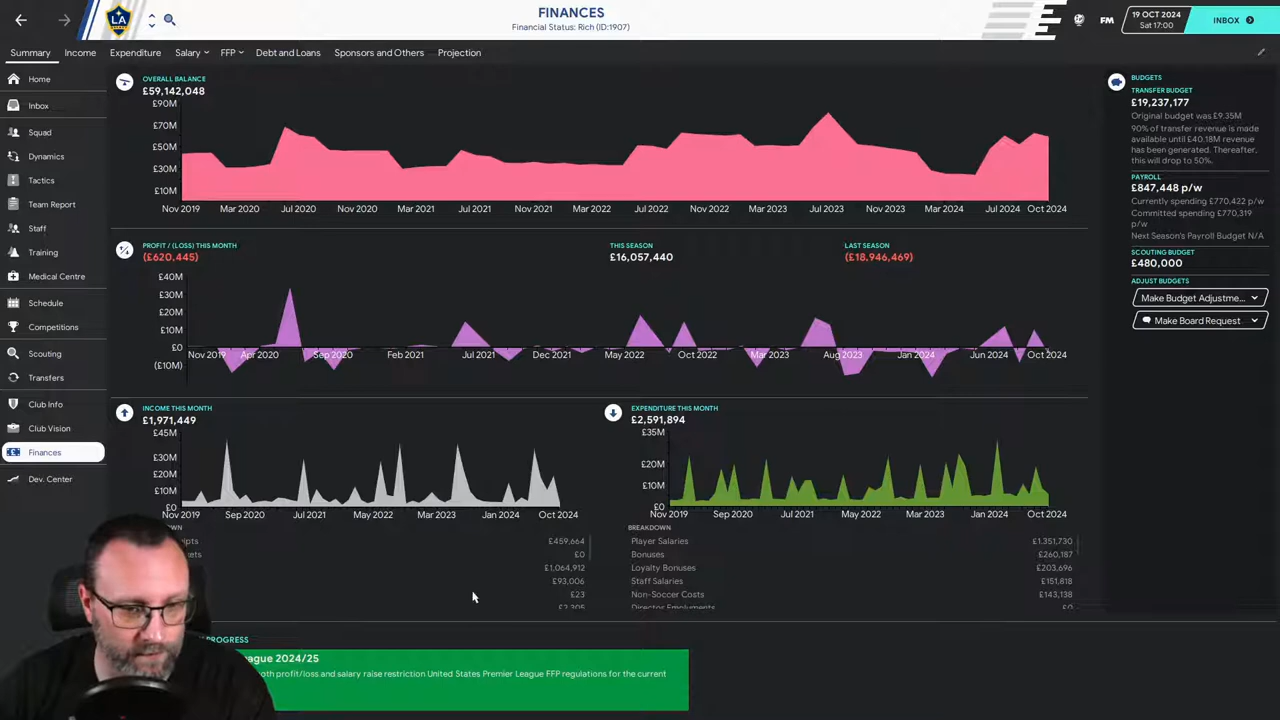 LA
FINANCES
Financial Status: Rich (ID:1907)
FM
19 OCT 2024
Sat 17:00
INBOX
Summary Income Expenditure Salary FFP Debt and Loans Sponsors and Others Projection
Home
Inbox
Squad
Dynamics
Tactics
Team Report
Staff
Training
Medical Centre
Schedule
Competitions
Scouting
Transfers
Club Info
Club Vision
Finances
Dev. Center
OVERALL BALANCE
£59,142,048
£90M
£70M
£50M
£30M
£10M
Nov 2019 Mar 2020 Jul 2020 Nov 2020 Mar 2021 Jul 2021 Nov 2021 Mar 2022 Jul 2022 Nov 2022 Mar 2023 Jul 2023 Nov 2023 Mar 2024 Jul 2024 Oct 2024
PROFIT / (LOSS) THIS MONTH
(£620,445)
THIS SEASON
£16,057,440
LAST SEASON
(£18,946,469)
£40M
£30M
£20M
£10M
£0
(£10M)
Nov 2019 Apr 2020 Sep 2020 Feb 2021 Jul 2021 Dec 2021 May 2022 Oct 2022 Mar 2023 Aug 2023 Jan 2024 Jun 2024 Oct 2024
INCOME THIS MONTH
£1,971,449
£45M
£30M
£20M
£10M
£0
Nov 2019 Sep 2020 Jul 2021 May 2022 Mar 2023 Jan 2024 Oct 2024
£459,664
£0
£1,064,912
£93,006
£23
£2,305
EXPENDITURE THIS MONTH
£2,591,894
£35M
£20M
£10M
£0
Nov 2019 Sep 2020 Jul 2021 May 2022 Mar 2023 Jan 2024 Oct 2024
BREAKDOWN
Player Salaries £1,351,730
Bonuses £260,187
Loyalty Bonuses £203,696
Staff Salaries £151,818
Non-Soccer Costs £143,138
Director Emoluments £0
PROGRESS
ague 2024/25
oth profit/loss and salary raise restriction United States Premier League FFP regulations for the current
BUDGETS
TRANSFER BUDGET
£19,237,177
Original budget was £9.35M
90% of transfer revenue is made
available until £40.18M revenue
has been generated. Thereafter,
this will drop to 50%.
PAYROLL
£847,448 p/w
Currently spending £770,422 p/w
Committed spending £770,319
p/w
Next Season's Payroll Budget N/A
SCOUTING BUDGET
£480,000
ADJUST BUDGETS
Make Budget Adjustme...
Make Board Request